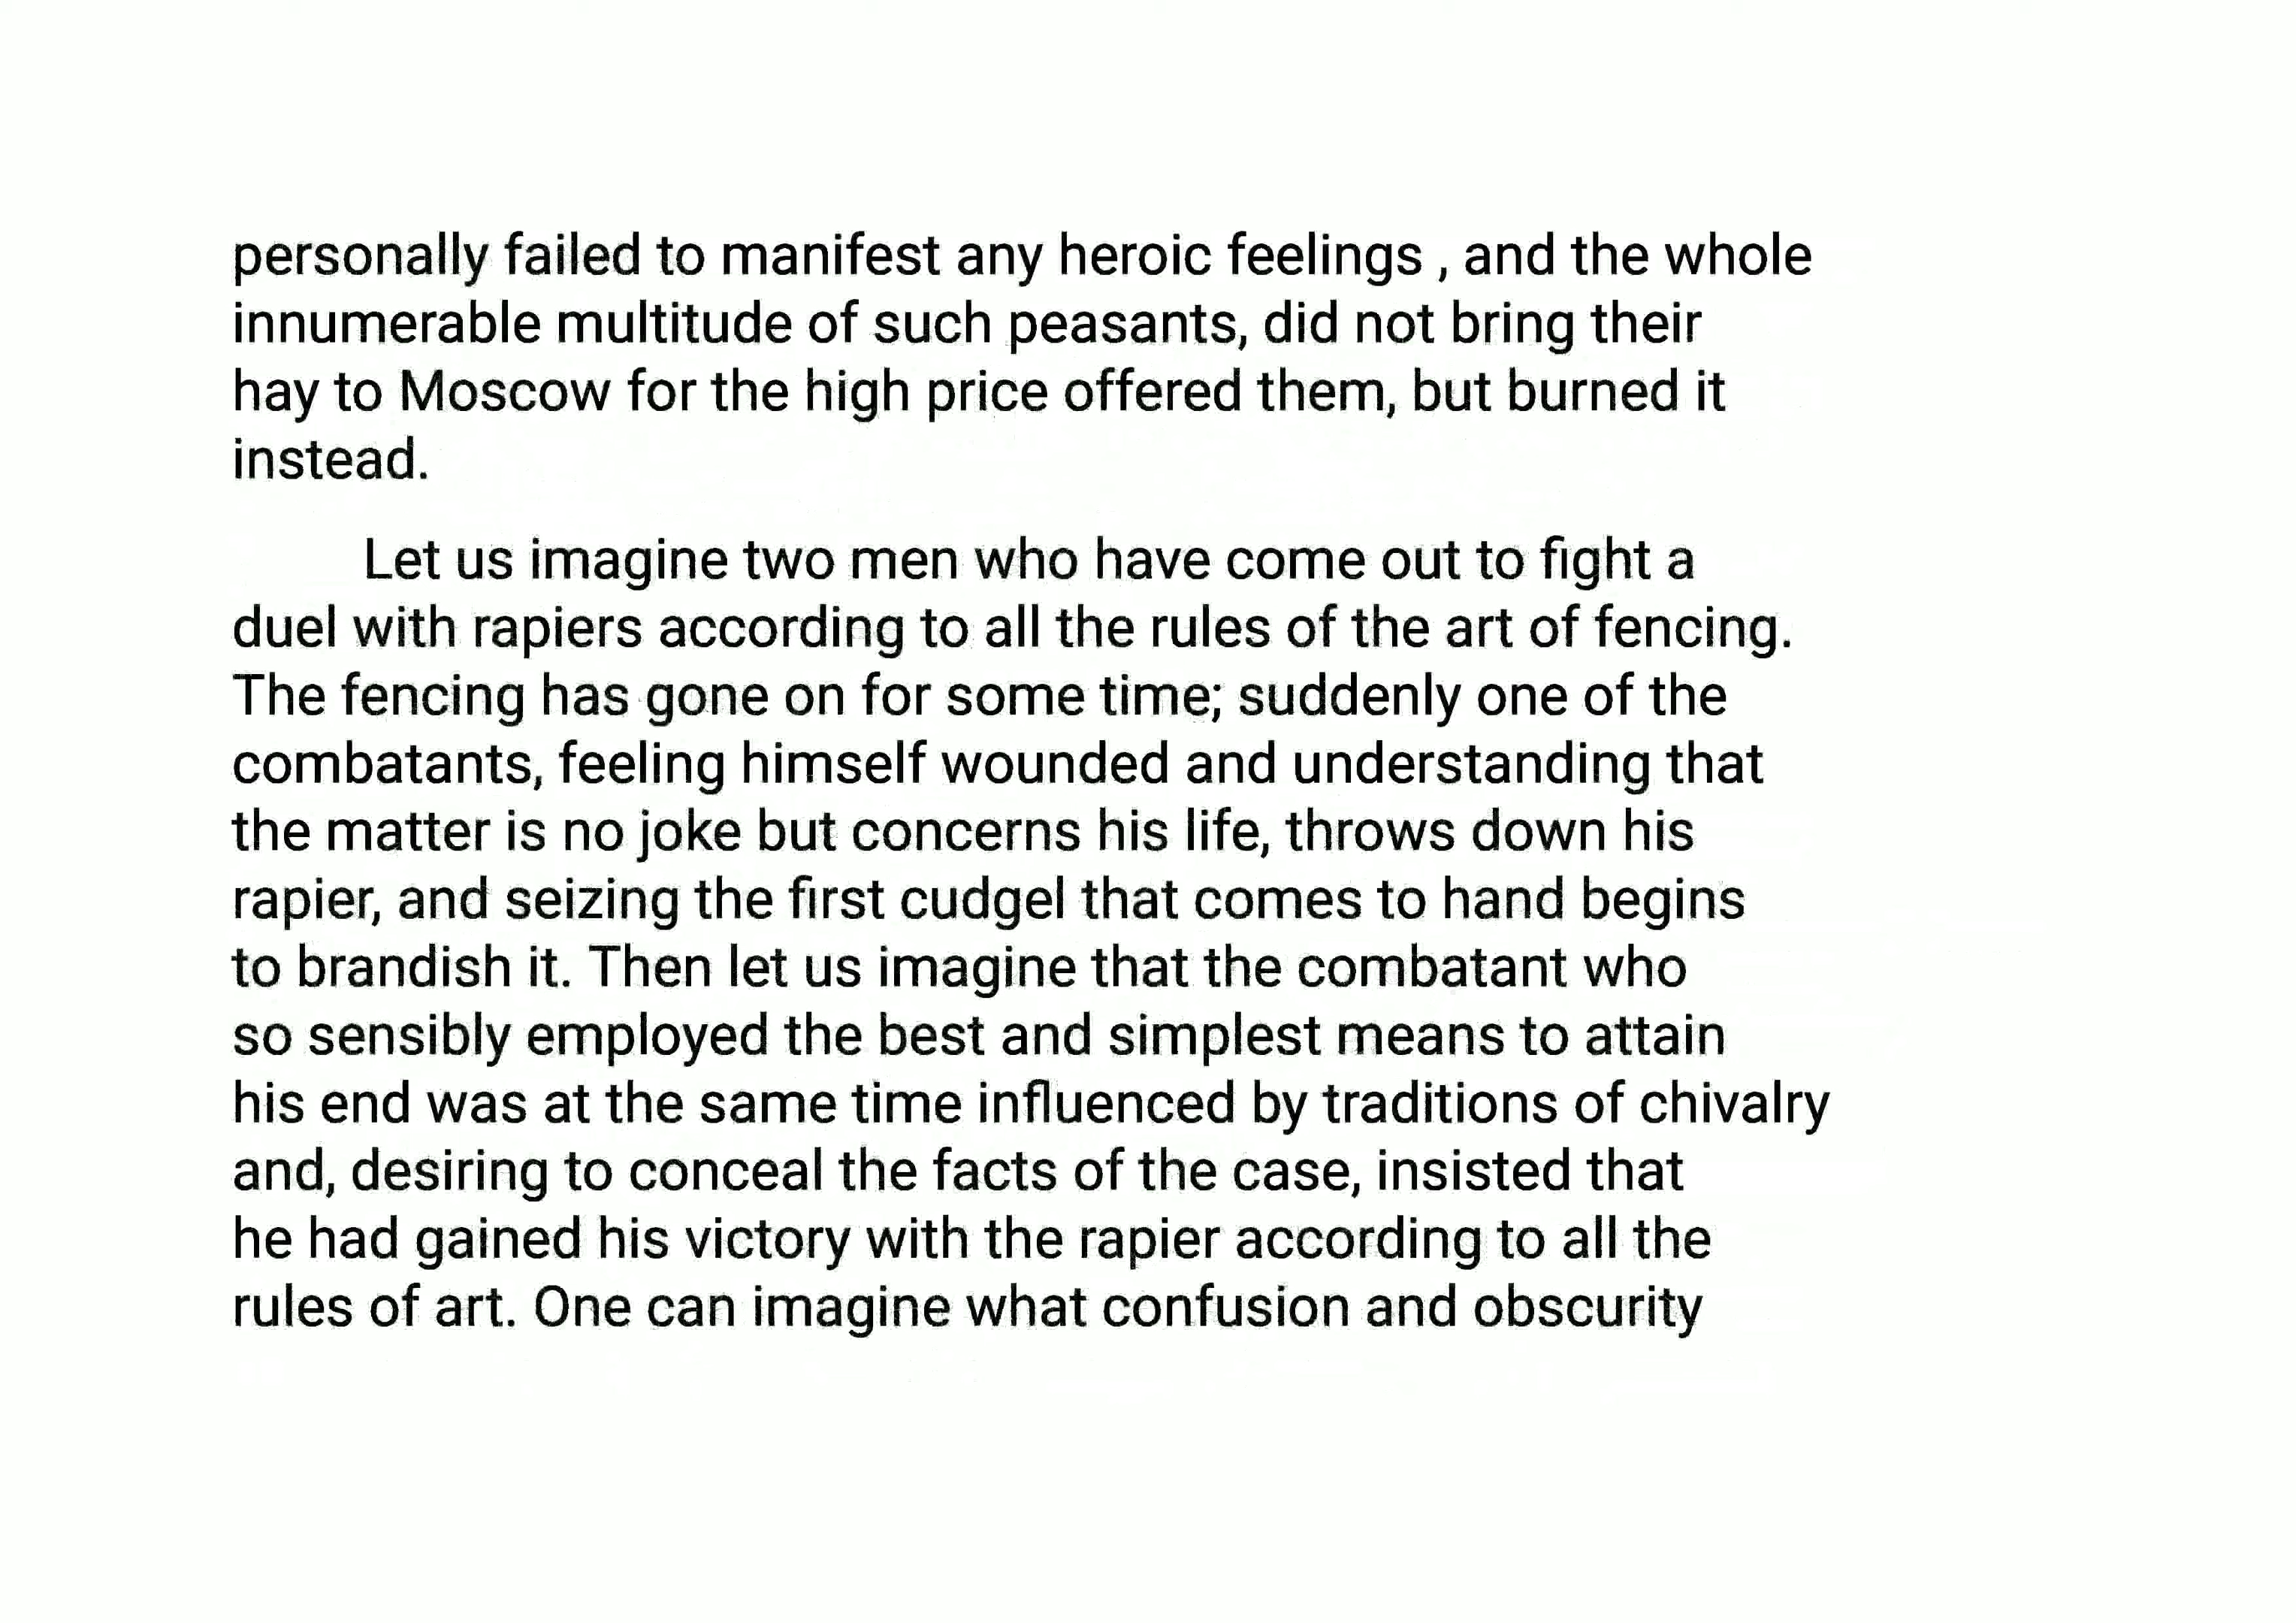 personally failed to manifest any heroic feelings , and the whole
innumerable multitude of such peasants, did not bring their
hay to Moscow for the high price offered them, but burned it
instead.
Let us imagine two men who have come out to fight a
duel with rapiers according to all the rules of the art of fencing.
The fencing has gone on for some time; suddenly one of the
combatants, feeling himself wounded and understanding that
the matter is no joke but concerns his life, throws down his
rapier, and seizing the first cudgel that comes to hand begins
to brandish it. Then let us imagine that the combatant who
so sensibly employed the best and simplest means to attain
his end was at the same time influenced by traditions of chivalry
and, desiring to conceal the facts of the case, insisted that
he had gained his victory with the rapier according to all the
rules of art. One can imagine what confusion and obscurity